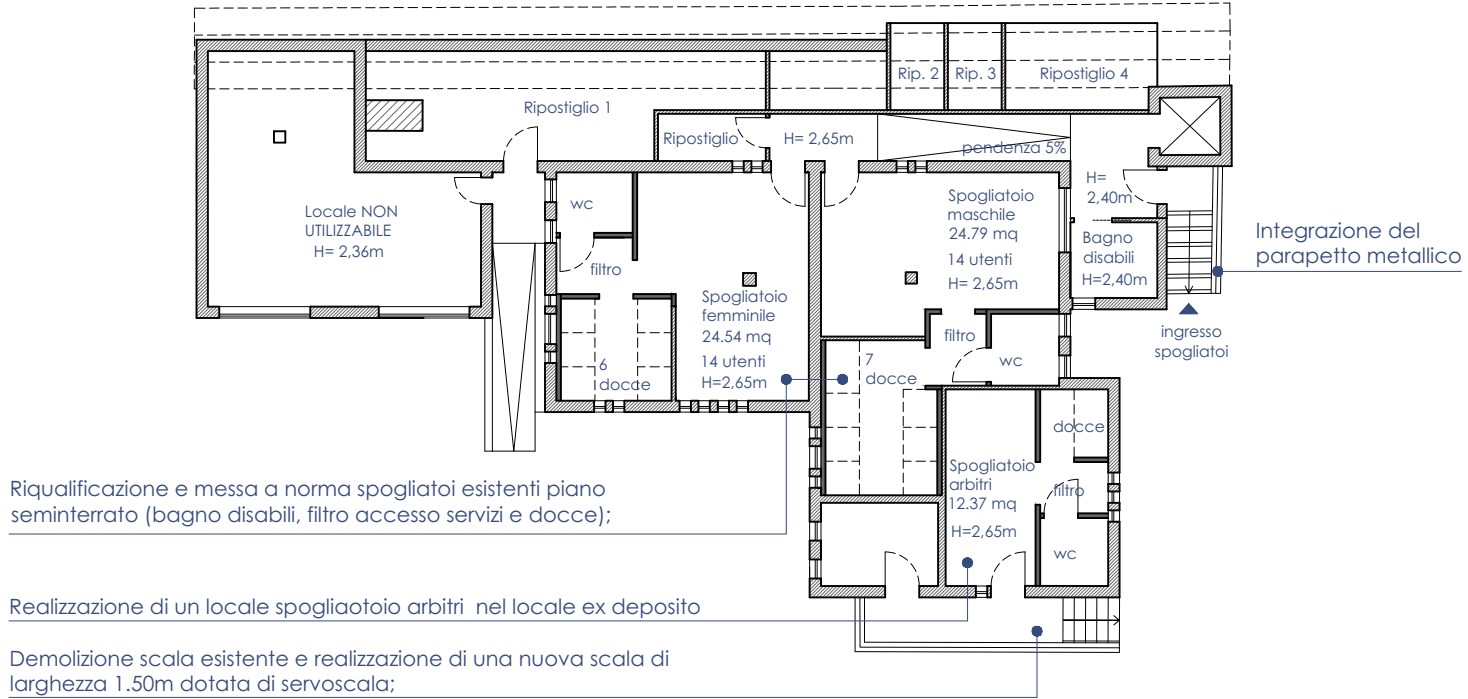 Rip. 2
Rip. 3
Ripostiglio 4
Ripostiglio 1
Ripostiglio
H= 2,65m
pendenza 5%
H=
2,40m
Bagno
disabili
H=2,40m
Locale NON
UTILIZZABILE
H= 2,36m
wc
filtro
Spogliatoio
femminile
24.54 mq
14 utenti
H=2,65m
6
docce
Spogliatoio
maschile
24.79 mq
14 utenti
H= 2,65m
filtro
wc
7
docce
Integrazione del
parapetto metallico
ingresso
spogliatoi
docce
Spogliatoio
arbitri
12.37 mq
H=2,65m
filtro
wc
Riqualificazione e messa a norma spogliatoi esistenti piano
seminterrato (bagno disabili, filtro accesso servizi e docce);
Realizzazione di un locale spogliaotoio arbitri nel locale ex deposito
Demolizione scala esistente e realizzazione di una nuova scala di
larghezza 1.50m dotata di servoscala;